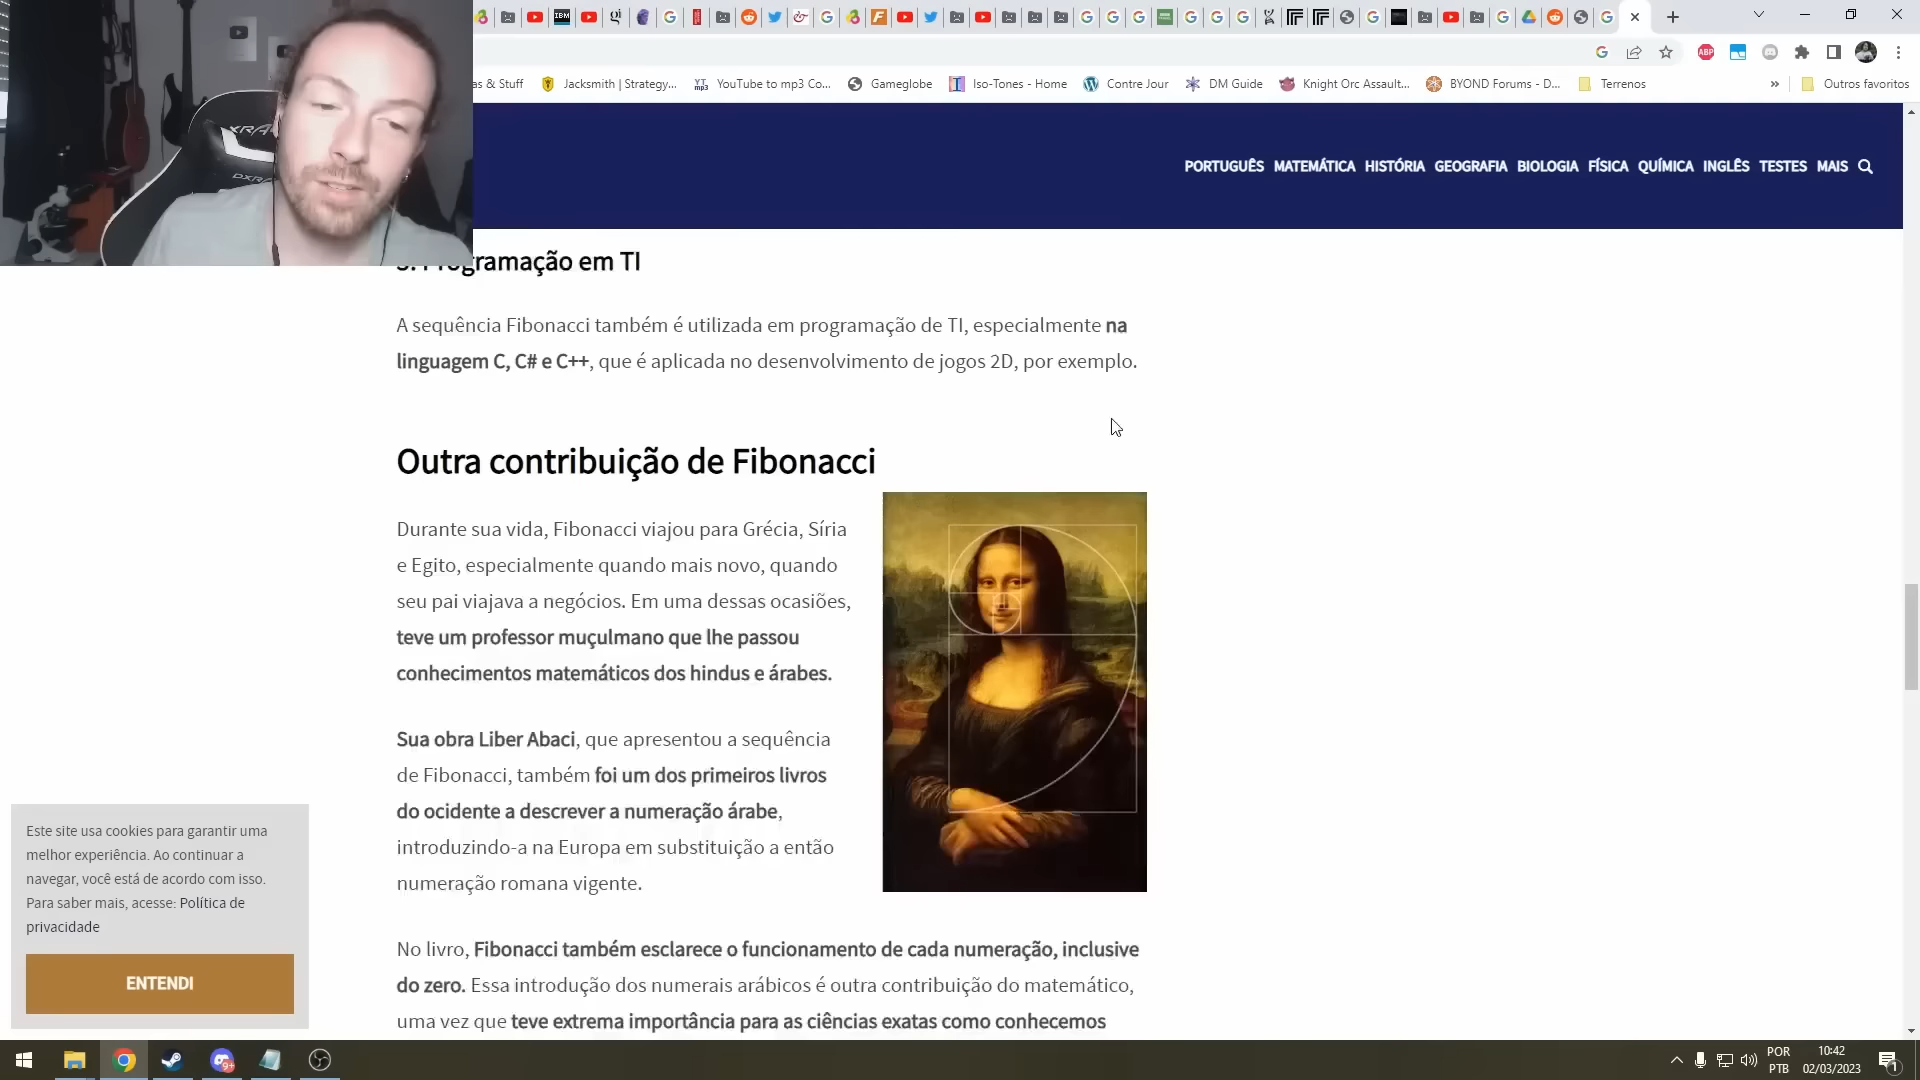 as & Stuff
Jacksmith | Strategy...
YouTube to mp3 Co...
Gameglobe
Iso-Tones - Home
Contre Jour
DM Guide
Knight Orc Assault...
BYOND Forums - D...
Terrenos
»
Outros favoritos
PORTUGUÊS MATEMÁTICA HISTÓRIA GEOGRAFIA BIOLOGIA FÍSICA QUÍMICA INGLÊS TESTES MAIS
Programação em TI
A sequência Fibonacci também é utilizada em programação de TI, especialmente na
linguagem C, C# e C++, que é aplicada no desenvolvimento de jogos 2D, por exemplo.
Outra contribuição de Fibonacci
Durante sua vida, Fibonacci viajou para Grécia, Síria
e Egito, especialmente quando mais novo, quando
seu pai viajava a negócios. Em uma dessas ocasiões,
teve um professor muçulmano que lhe passou
conhecimentos matemáticos dos hindus e árabes.
Sua obra Liber Abaci, que apresentou a sequência
de Fibonacci, também foi um dos primeiros livros
do ocidente a descrever a numeração árabe,
introduzindo-a na Europa em substituição a então
numeração romana vigente.
No livro, Fibonacci também esclarece o funcionamento de cada numeração, inclusive
do zero. Essa introdução dos numerais arábicos é outra contribuição do matemático,
uma vez que teve extrema importância para as ciências exatas como conhecemos
Este site usa cookies para garantir uma
melhor experiência. Ao continuar a
navegar, você está de acordo com isso.
Para saber mais, acesse: Política de
privacidade
ENTENDI
POR
PTB
10:42
02/03/2023